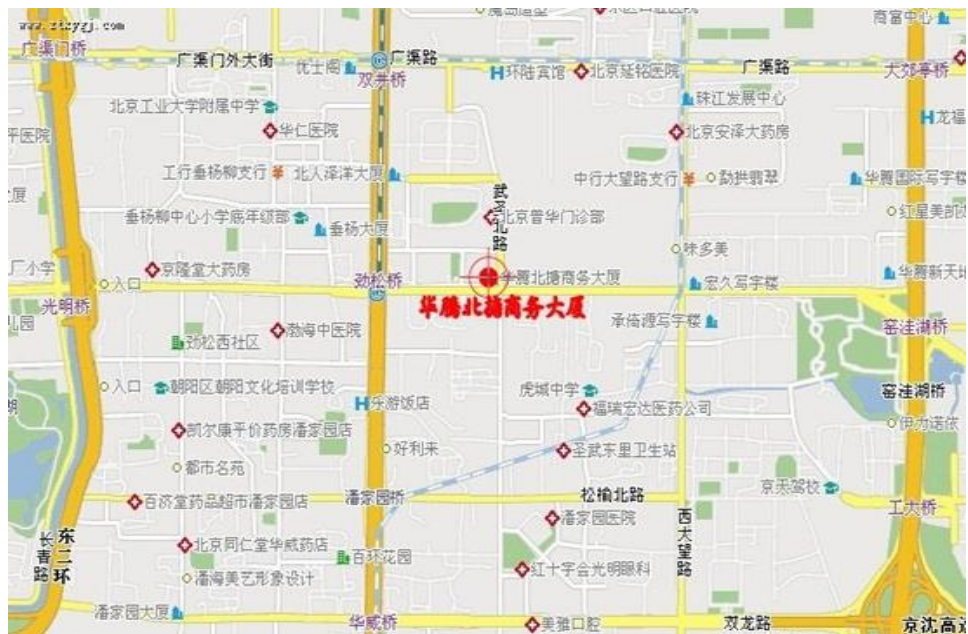 www.ztxygj.com
商富中心
广渠门桥
广渠门外大街
优士阁
广渠路
双井桥
环陆宾馆
北京延铭医院
广渠路
大郊亭桥
北京工业大学附属中学
珠江发展中心
龙福
平医院
华仁医院
北京安泽大药房
工行垂杨柳支行
北人泽洋大厦
中行大望路支行
勐拱翡翠
华腾国际写字楼
武圣北路
垂杨柳中心小学底年级部
垂杨大厦
北京普华门诊部
红星美凯龙
味多美
厂小学
京隆堂大药房
入口
劲松桥
华腾北搪商务大厦
宏久写字楼
华腾新天地
光明桥
华腾北搪商务大厦
承倚源写字楼
窑洼湖桥
渤海中医院
劲松西社区
入口
朝阳区朝阳文化培训学校
虎城中学
窑洼湖桥
乐游饭店
福瑞宏达医药公司
伊力诺依
凯尔康平价药房潘家园店
好利来
圣武东里卫生站
都市名苑
京天驾校
百济堂药品超市潘家园店
潘家园桥
松榆北路
工大桥
长青路
东二环
潘家园医院
西大望路
北京同仁堂华威药店
百环花园
红十字会光明眼科
潘海美艺形象设计
潘家园大厦
华威桥
美雅口腔
双龙路
京沈高速